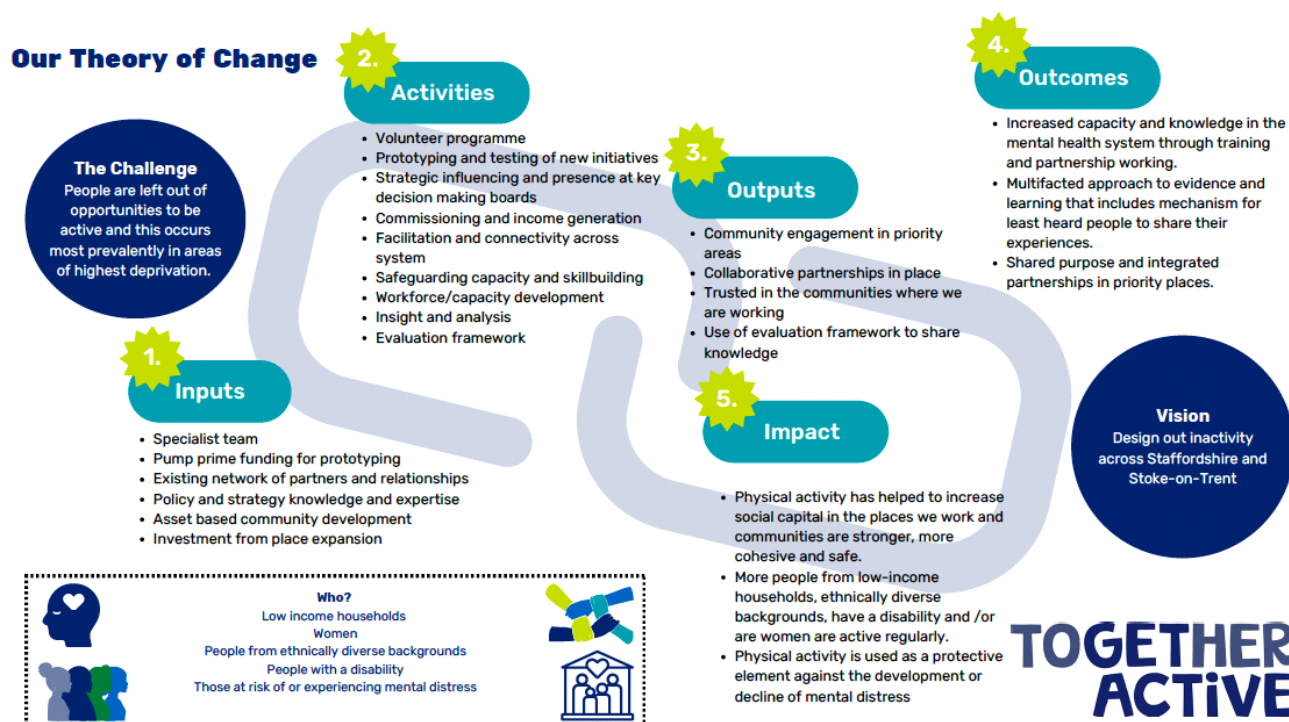 Our Theory of Change
The Challenge
People are left out of
opportunities to be
active and this occurs
most prevalently in areas
of highest deprivation.
1.
Inputs
• Specialist team
• Pump prime funding for prototyping
• Existing network of partners and relationships
• Policy and strategy knowledge and expertise
• Asset based community development
• Investment from place expansion
2.
Activities
• Volunteer programme
• Prototyping and testing of new initiatives
• Strategic influencing and presence at key
decision making boards
• Commissioning and income generation
• Facilitation and connectivity across
system
• Safeguarding capacity and skillbuilding
• Workforce/capacity development
• Insight and analysis
• Evaluation framework
3.
Outputs
• Community engagement in priority
areas
• Collaborative partnerships in place
• Trusted in the communities where we
are working
• Use of evaluation framework to share
knowledge
4.
Outcomes
• Increased capacity and knowledge in the
mental health system through training
and partnership working.
• Multifacted approach to evidence and
learning that includes mechanism for
least heard people to share their
experiences.
• Shared purpose and integrated
partnerships in priority places.
5.
Impact
• Physical activity has helped to increase
social capital in the places we work and
communities are stronger, more
cohesive and safe.
• More people from low-income
households, ethnically diverse
backgrounds, have a disability and /or
are women are active regularly.
• Physical activity is used as a protective
element against the development or
decline of mental distress
Vision
Design out inactivity
across Staffordshire and
Stoke-on-Trent
Who?
Low income households
Women
People from ethnically diverse backgrounds
People with a disability
Those at risk of or experiencing mental distress
TOGETHER
ACTiVE